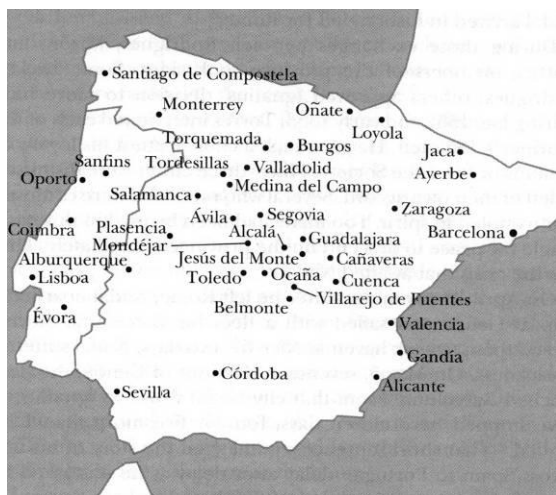 Santiago de Compostela
Monterrey
Oñate
Loyola
Torquemada
Burgos
Jaca
Sanfins
Tordesillas
Valladolid
Ayerbe
Oporto
Medina del Campo
Salamanca
Zaragoza
Ávila
Segovia
Coimbra
Plasencia
Alcalá
Guadalajara
Barcelona
Mondéjar
Alburquerque
Jesús del Monte
Cañaveras
Lisboa
Toledo
Ocaña
Cuenca
Villarejo de Fuentes
Belmonte
Évora
Valencia
Gandía
Córdoba
Alicante
Sevilla